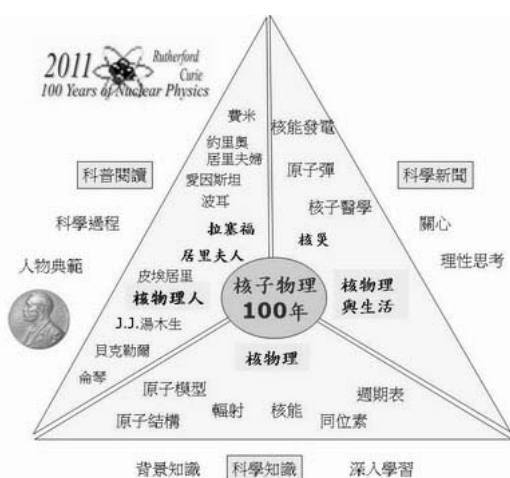 2011 Rutherford
Curie
100 Years of Nuclear Physics
費米
約里奧
居里夫婦
愛因斯坦
波耳
拉塞福
居里夫人
皮埃居里
核物理人
J.J.湯木生
貝克勒爾
侖琴
核能發電
原子彈
核子醫學
核災
核物理
與生活
核子物理
100年
核物理
原子模型
原子結構
輻射
核能
同位素
週期表
科普閱讀
科學過程
人物典範
科學新聞
關心
理性思考
背景知識
科學知識
深入學習